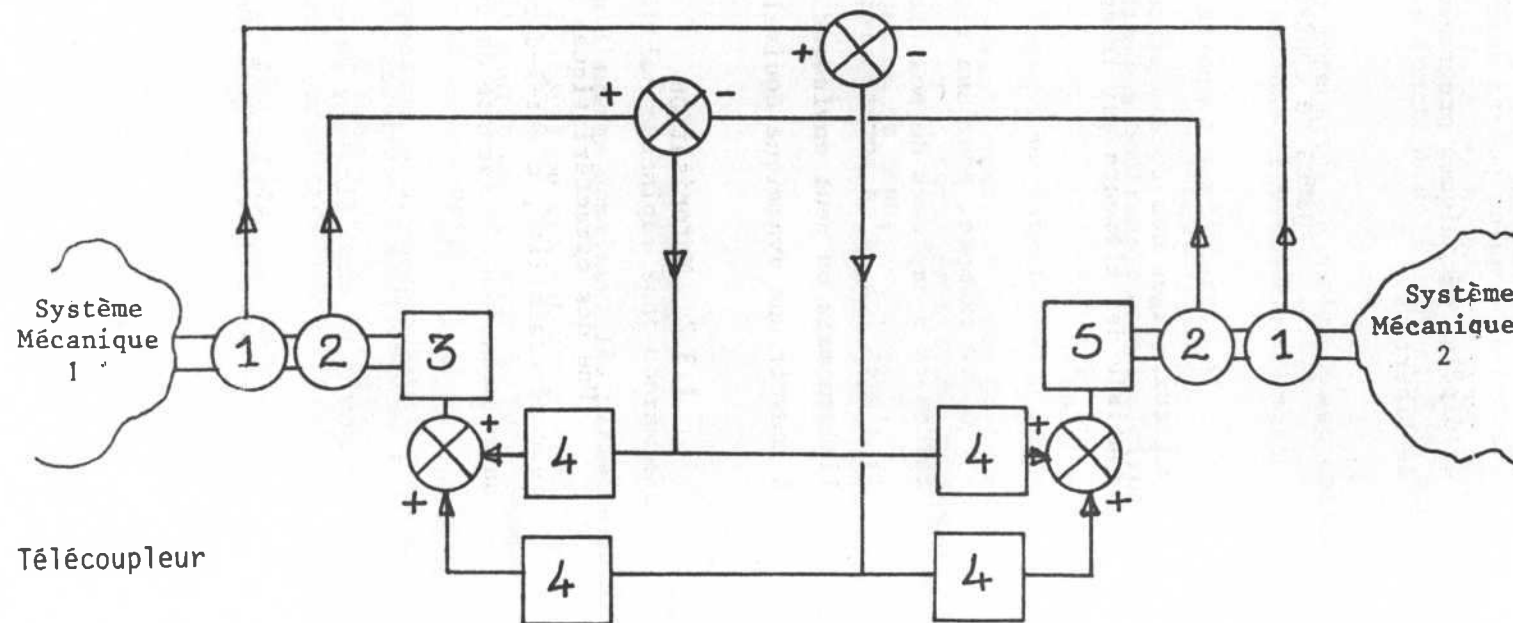 + -
+ -
Système
Mécanique
1
1 2 3
5 2 1
Système
Mécanique
2
+ 4 4 +
+ +
4 4
Télécoupleur